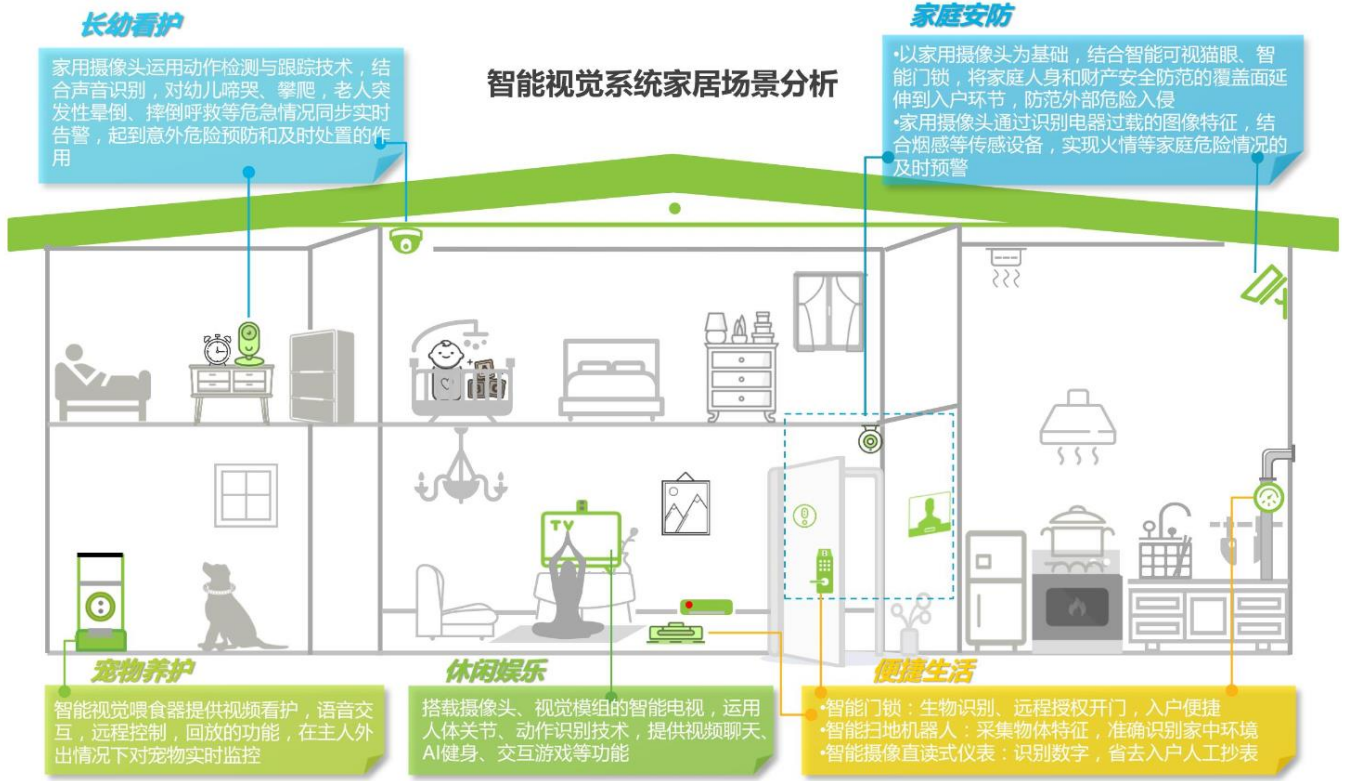 智能视觉系统家居场景分析
长幼看护
家用摄像头运用动作检测与跟踪技术，结
合声音识别，对幼儿啼哭、攀爬，老人突
发性晕倒、摔倒呼救等危急情况同步实时
告警，起到意外危险预防和及时处置的作
用
家庭安防
•以家用摄像头为基础，结合智能可视猫眼、智
能门锁，将家庭人身和财产安全防范的覆盖面延
伸到入户环节，防范外部危险入侵
•家用摄像头通过识别电器过载的图像特征，结
合烟感等传感设备，实现火情等家庭危险情况的
及时预警
TV
宠物养护
智能视觉喂食器提供视频看护，语音交
互，远程控制，回放的功能，在主人外
出情况下对宠物实时监控
休闲娱乐
搭载摄像头、视觉模组的智能电视，运用
人体关节、动作识别技术，提供视频聊天、
AI健身、交互游戏等功能
便捷生活
•智能门锁：生物识别、远程授权开门，入户便捷
•智能扫地机器人：采集物体特征，准确识别家中环境
•智能摄像直读式仪表：识别数字，省去入户人工抄表